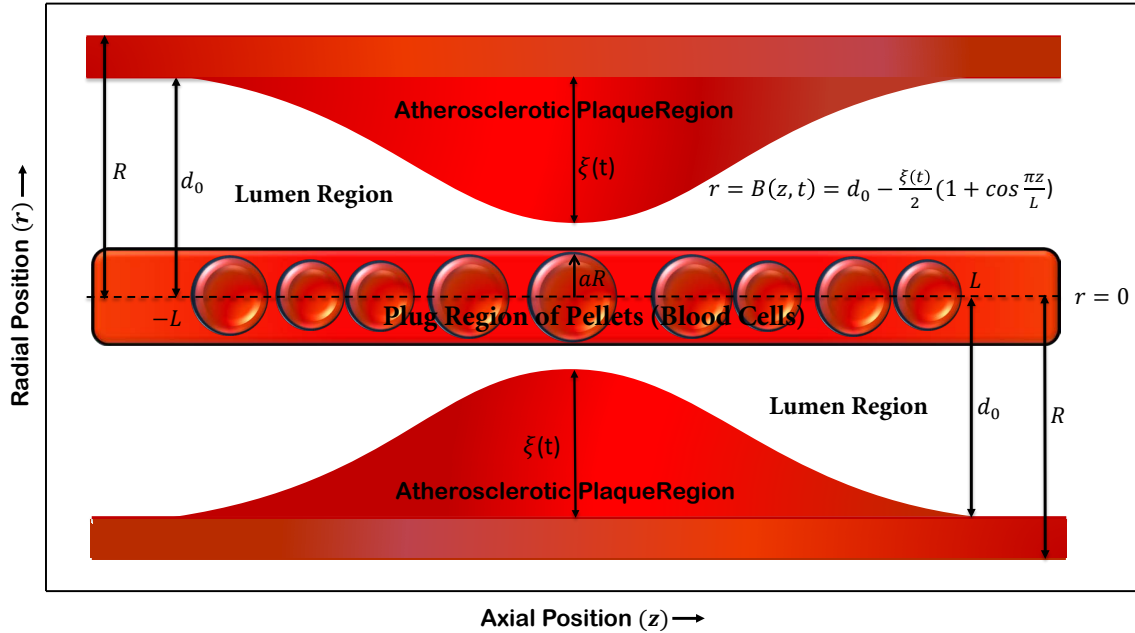 Atherosclerotic PlaqueRegion
R
d₀
ξ(t)
Lumen Region
r = B(z, t) = d₀ − ξ(t)/2 (1 + cos πz/L)
Radial Position (r) →
aR
−L
L
r = 0
Plug Region of Pellets (Blood Cells)
Lumen Region
d₀
R
ξ(t)
Atherosclerotic PlaqueRegion
Axial Position (z) →